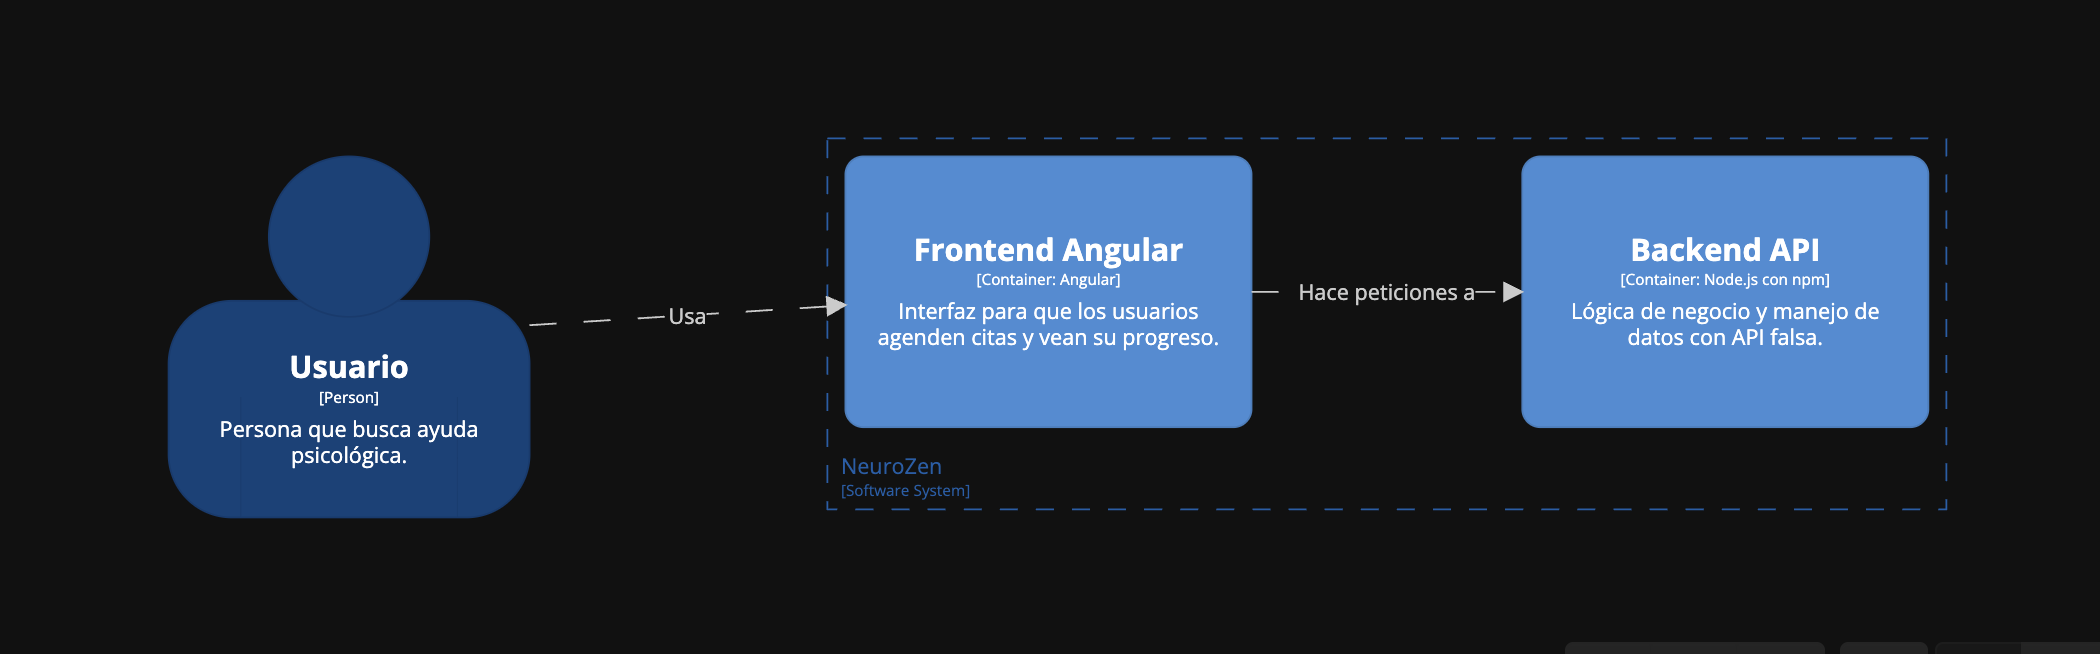 Usuario
[Person]
Persona que busca ayuda
psicológica.
Usa
Frontend Angular
[Container: Angular]
Interfaz para que los usuarios
agenden citas y vean su progreso.
Hace peticiones a
Backend API
[Container: Node.js con npm]
Lógica de negocio y manejo de
datos con API falsa.
NeuroZen
[Software System]